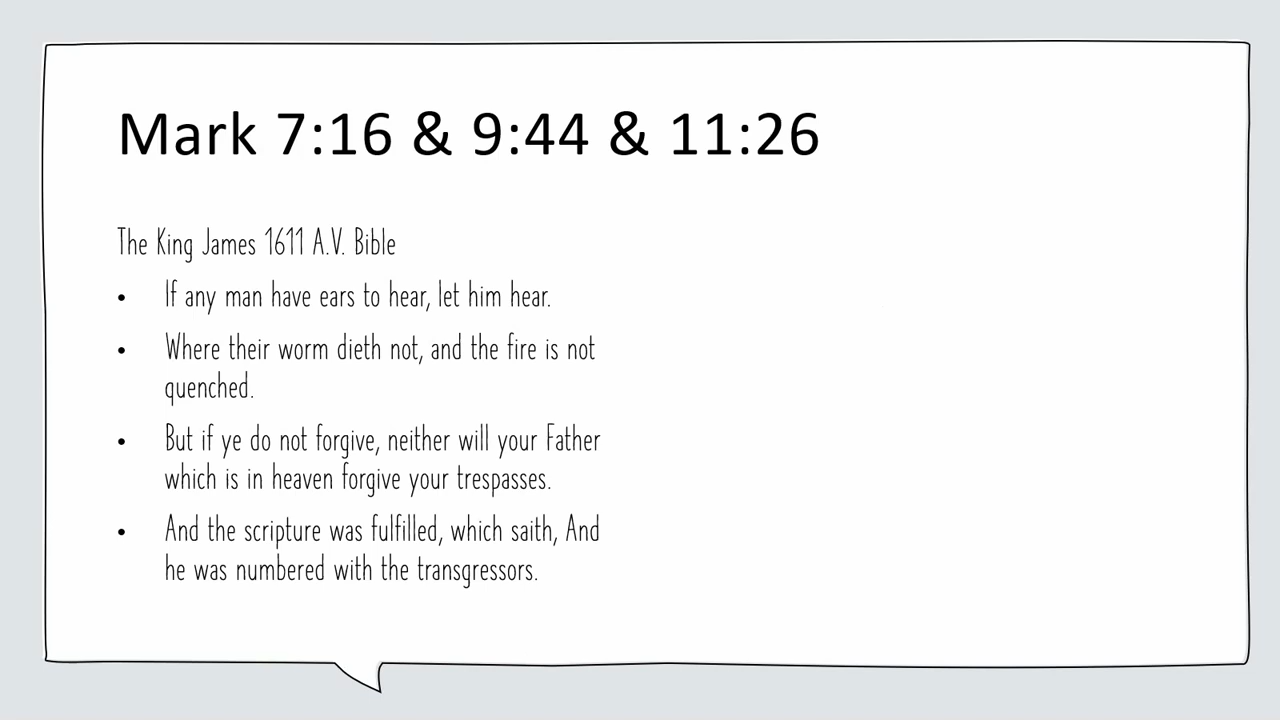 Mark 7:16 & 9:44 & 11:26
The King James 1611 A.V. Bible
• If any man have ears to hear, let him hear.
• Where their worm dieth not, and the fire is not
quenched.
• But if ye do not forgive, neither will your Father
which is in heaven forgive your trespasses.
• And the scripture was fulfilled, which saith, And
he was numbered with the transgressors.